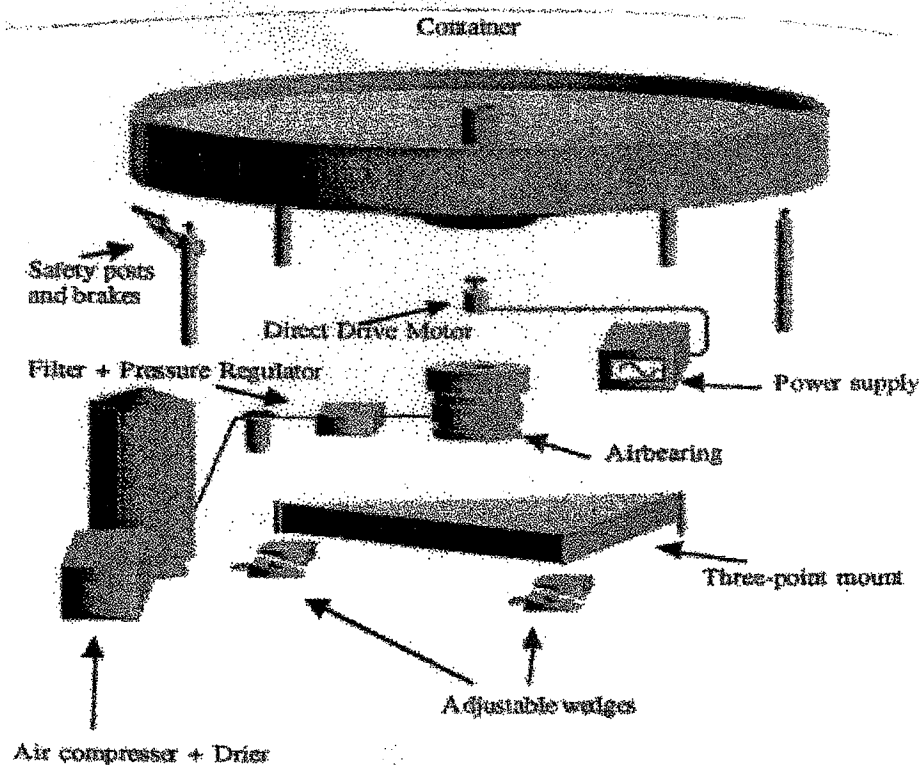 Container
Safety posts
and brakes
Direct Drive Motor
Filter + Pressure Regulator
Power supply
Airbearing
Three-point mount
Adjustable wedges
Air compresser + Drier